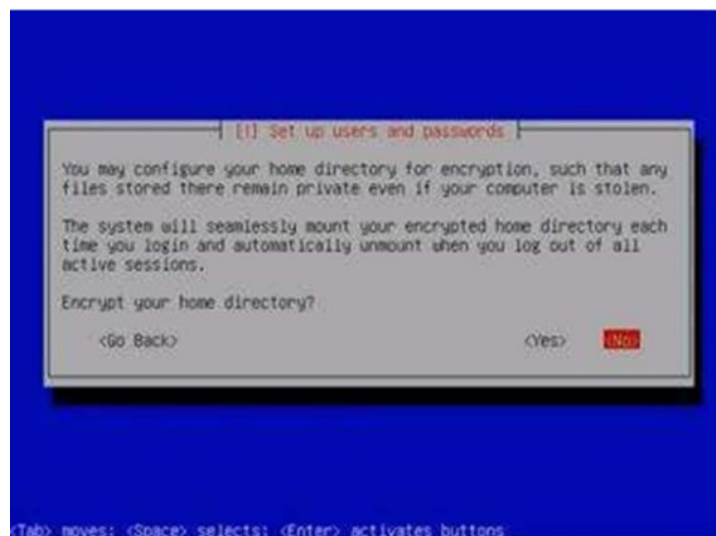 [!] Set up users and passwords
You may configure your home directory for encryption, such that any
files stored there remain private even if your computer is stolen.
The system will seamlessly mount your encrypted home directory each
time you login and automatically unmount when you log out of all
active sessions.
Encrypt your home directory?
<Go Back> <Yes> <No>
<Tab> moves; <Space> selects; <Enter> activates buttons